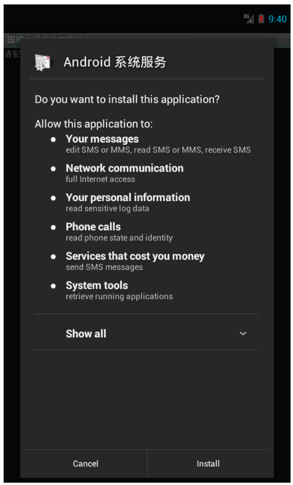 3G 9:40
Android 系统服务
Do you want to install this application?
Allow this application to:
● Your messages
edit SMS or MMS, read SMS or MMS, receive SMS
● Network communication
full Internet access
● Your personal information
read sensitive log data
● Phone calls
read phone state and identity
● Services that cost you money
send SMS messages
● System tools
retrieve running applications
Show all
Cancel Install